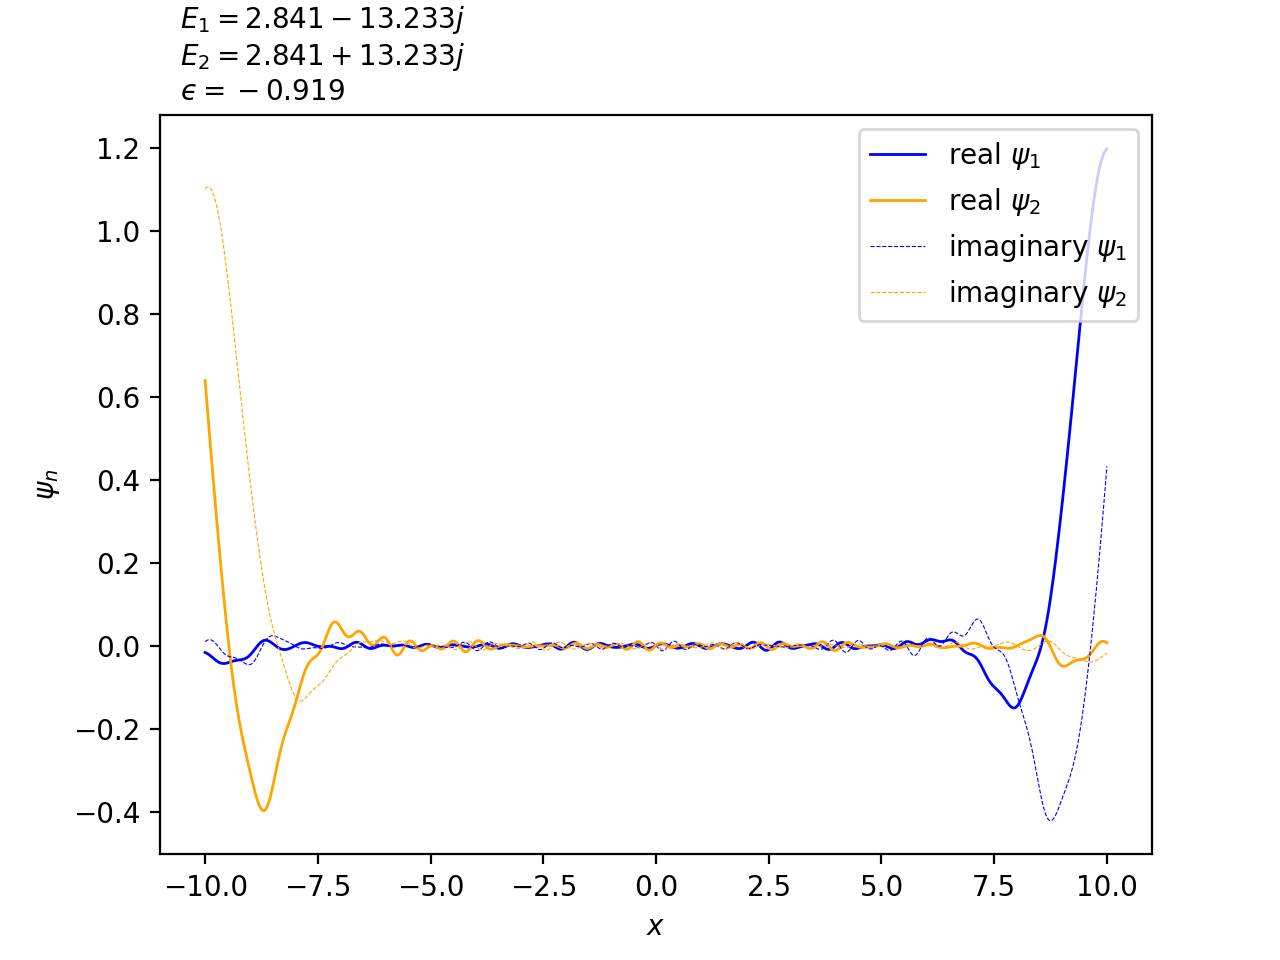 E₁ = 2.841 − 13.233j
E₂ = 2.841 + 13.233j
ϵ = − 0.919
1.2
1.0
0.8
0.6
0.4
0.2
0.0
−0.2
−0.4
ψₙ
real ψ₁
real ψ₂
imaginary ψ₁
imaginary ψ₂
−10.0 −7.5 −5.0 −2.5 0.0 2.5 5.0 7.5 10.0
x